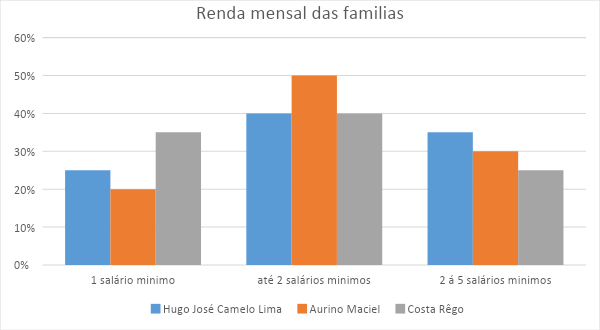 Renda mensal das familias
60%
50%
40%
30%
20%
10%
0%
1 salário minimo até 2 salários minimos 2 á 5 salários minimos
Hugo José Camelo Lima Aurino Maciel Costa Rêgo